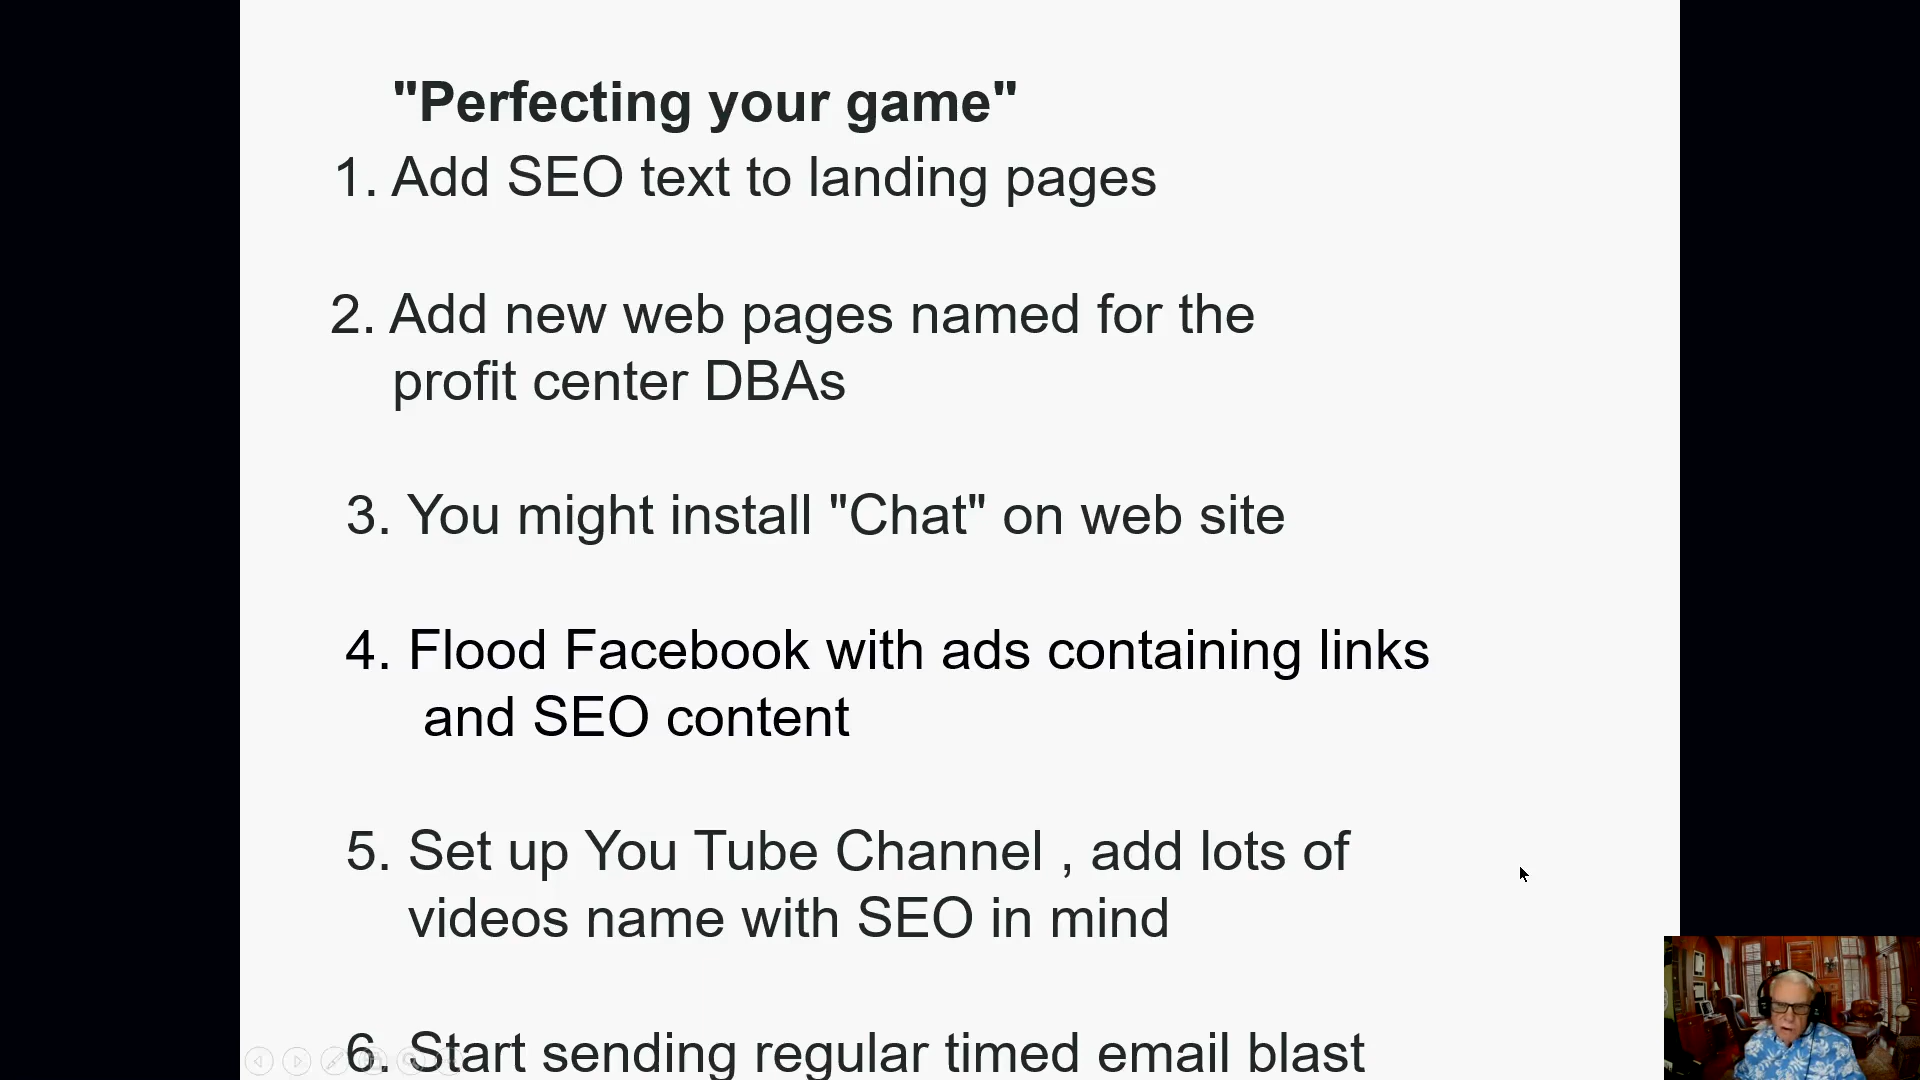 "Perfecting your game"
1. Add SEO text to landing pages
2. Add new web pages named for the
profit center DBAs
3. You might install "Chat" on web site
4. Flood Facebook with ads containing links
and SEO content
5. Set up You Tube Channel , add lots of
videos name with SEO in mind
6. Start sending regular timed email blast